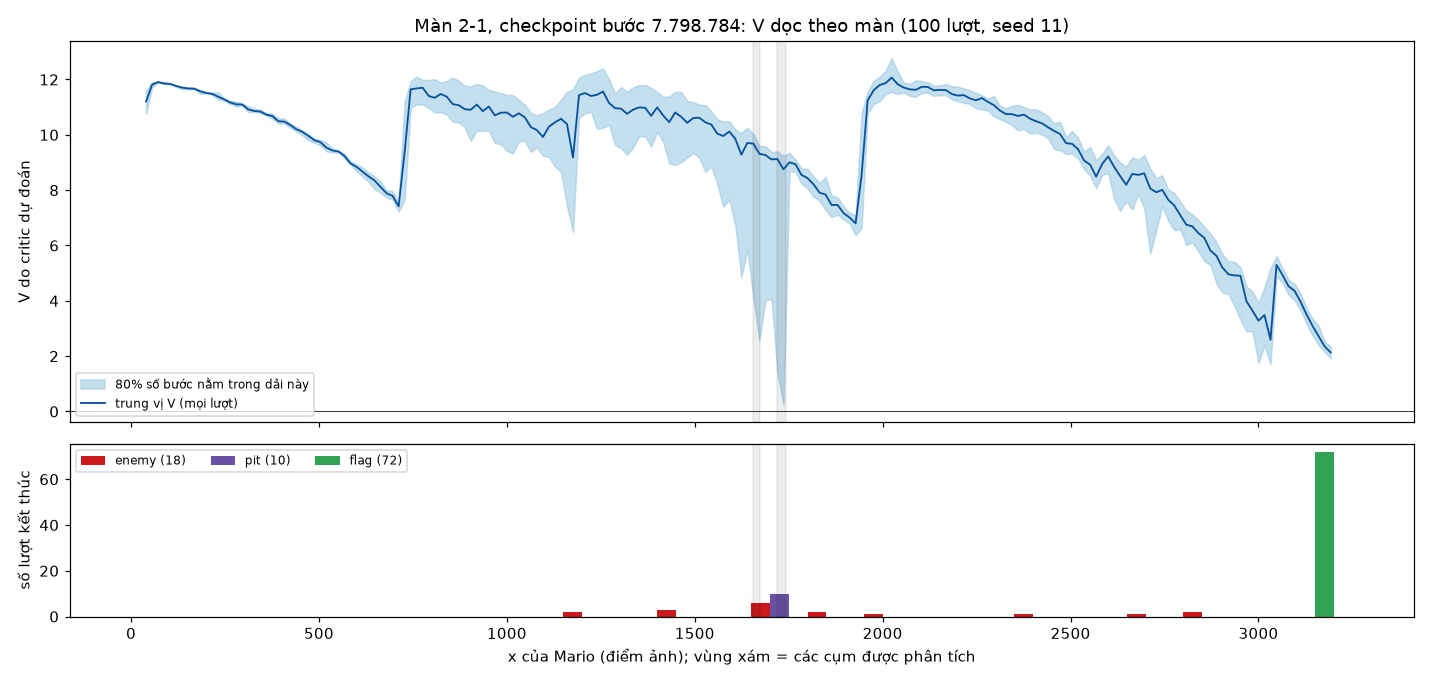 Màn 2-1, checkpoint bước 7.798.784: V dọc theo màn (100 lượt, seed 11)
V do critic dự đoán
12
10
8
6
4
2
0
80% số bước nằm trong dải này
trung vị V (mọi lượt)
số lượt kết thúc
60
40
20
0
enemy (18)
pit (10)
flag (72)
0
500
1000
1500
2000
2500
3000
x của Mario (điểm ảnh); vùng xám = các cụm được phân tích